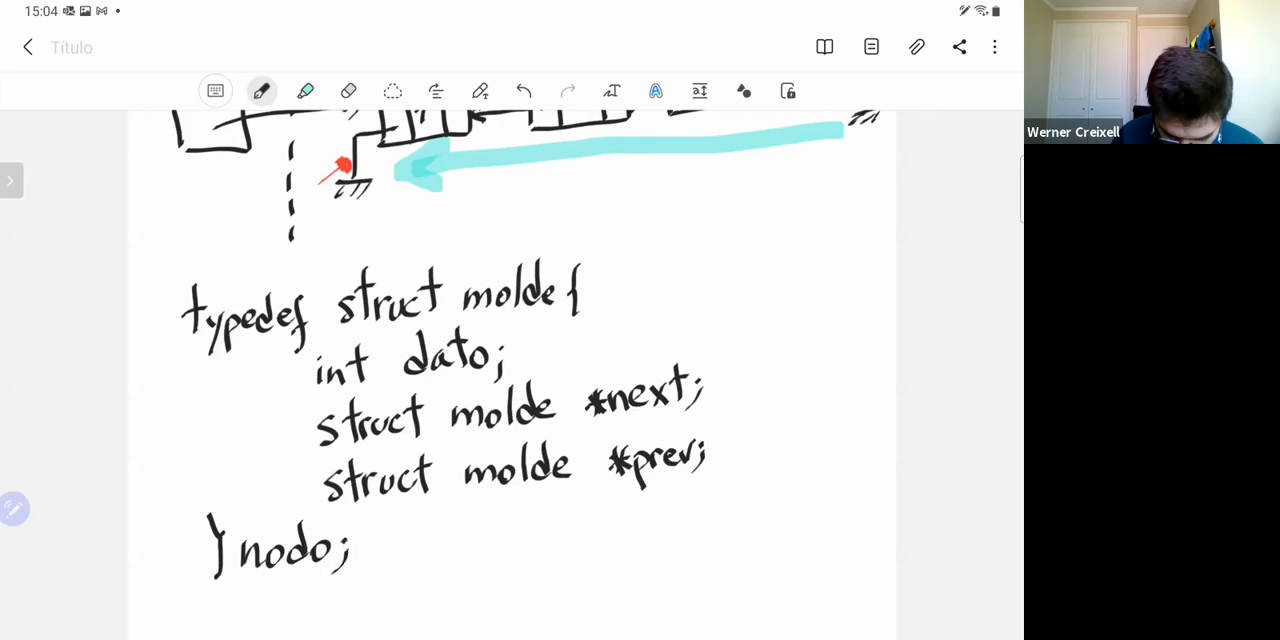 15:04
Título
Werner Creixell
typedef struct molde{
int dato;
struct molde *next;
struct molde *prev;
}nodo;